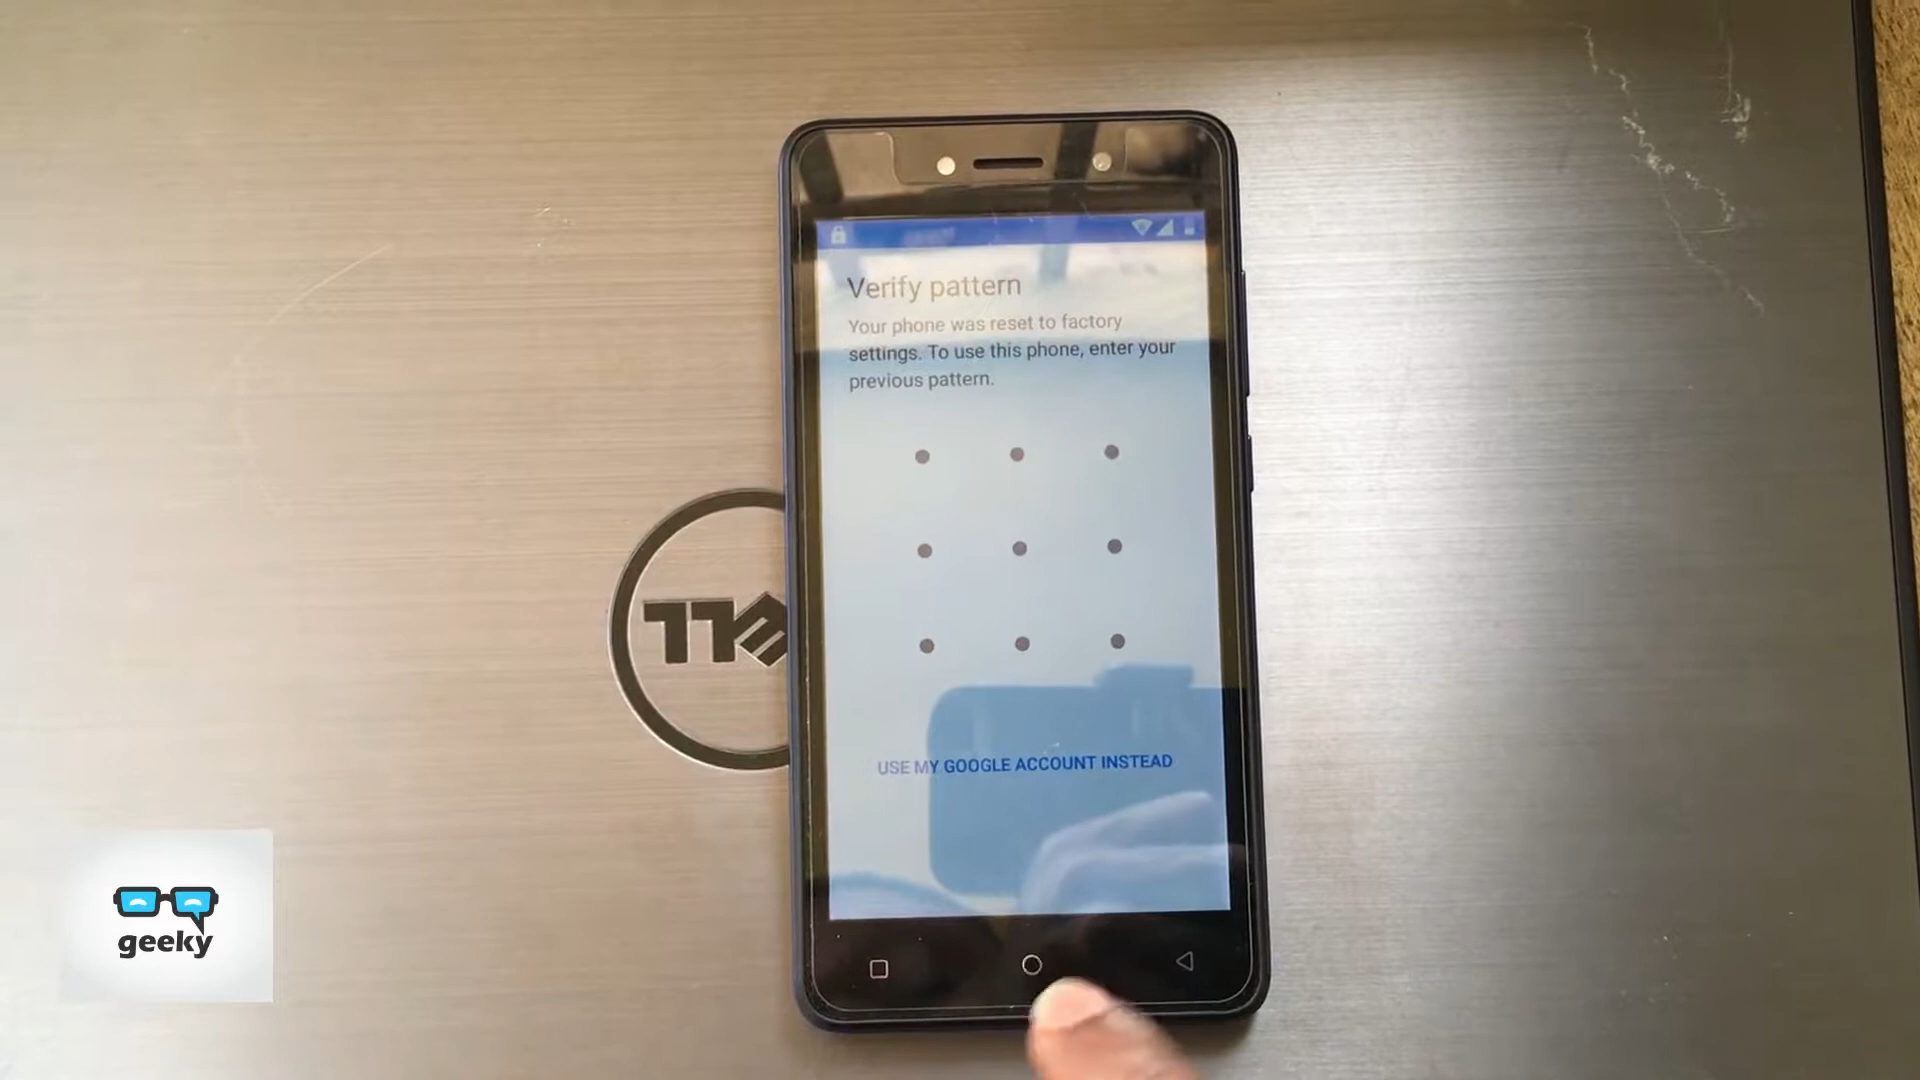 Verify pattern
Your phone was reset to factory
settings. To use this phone, enter your
previous pattern.
USE MY GOOGLE ACCOUNT INSTEAD
DELL
geeky